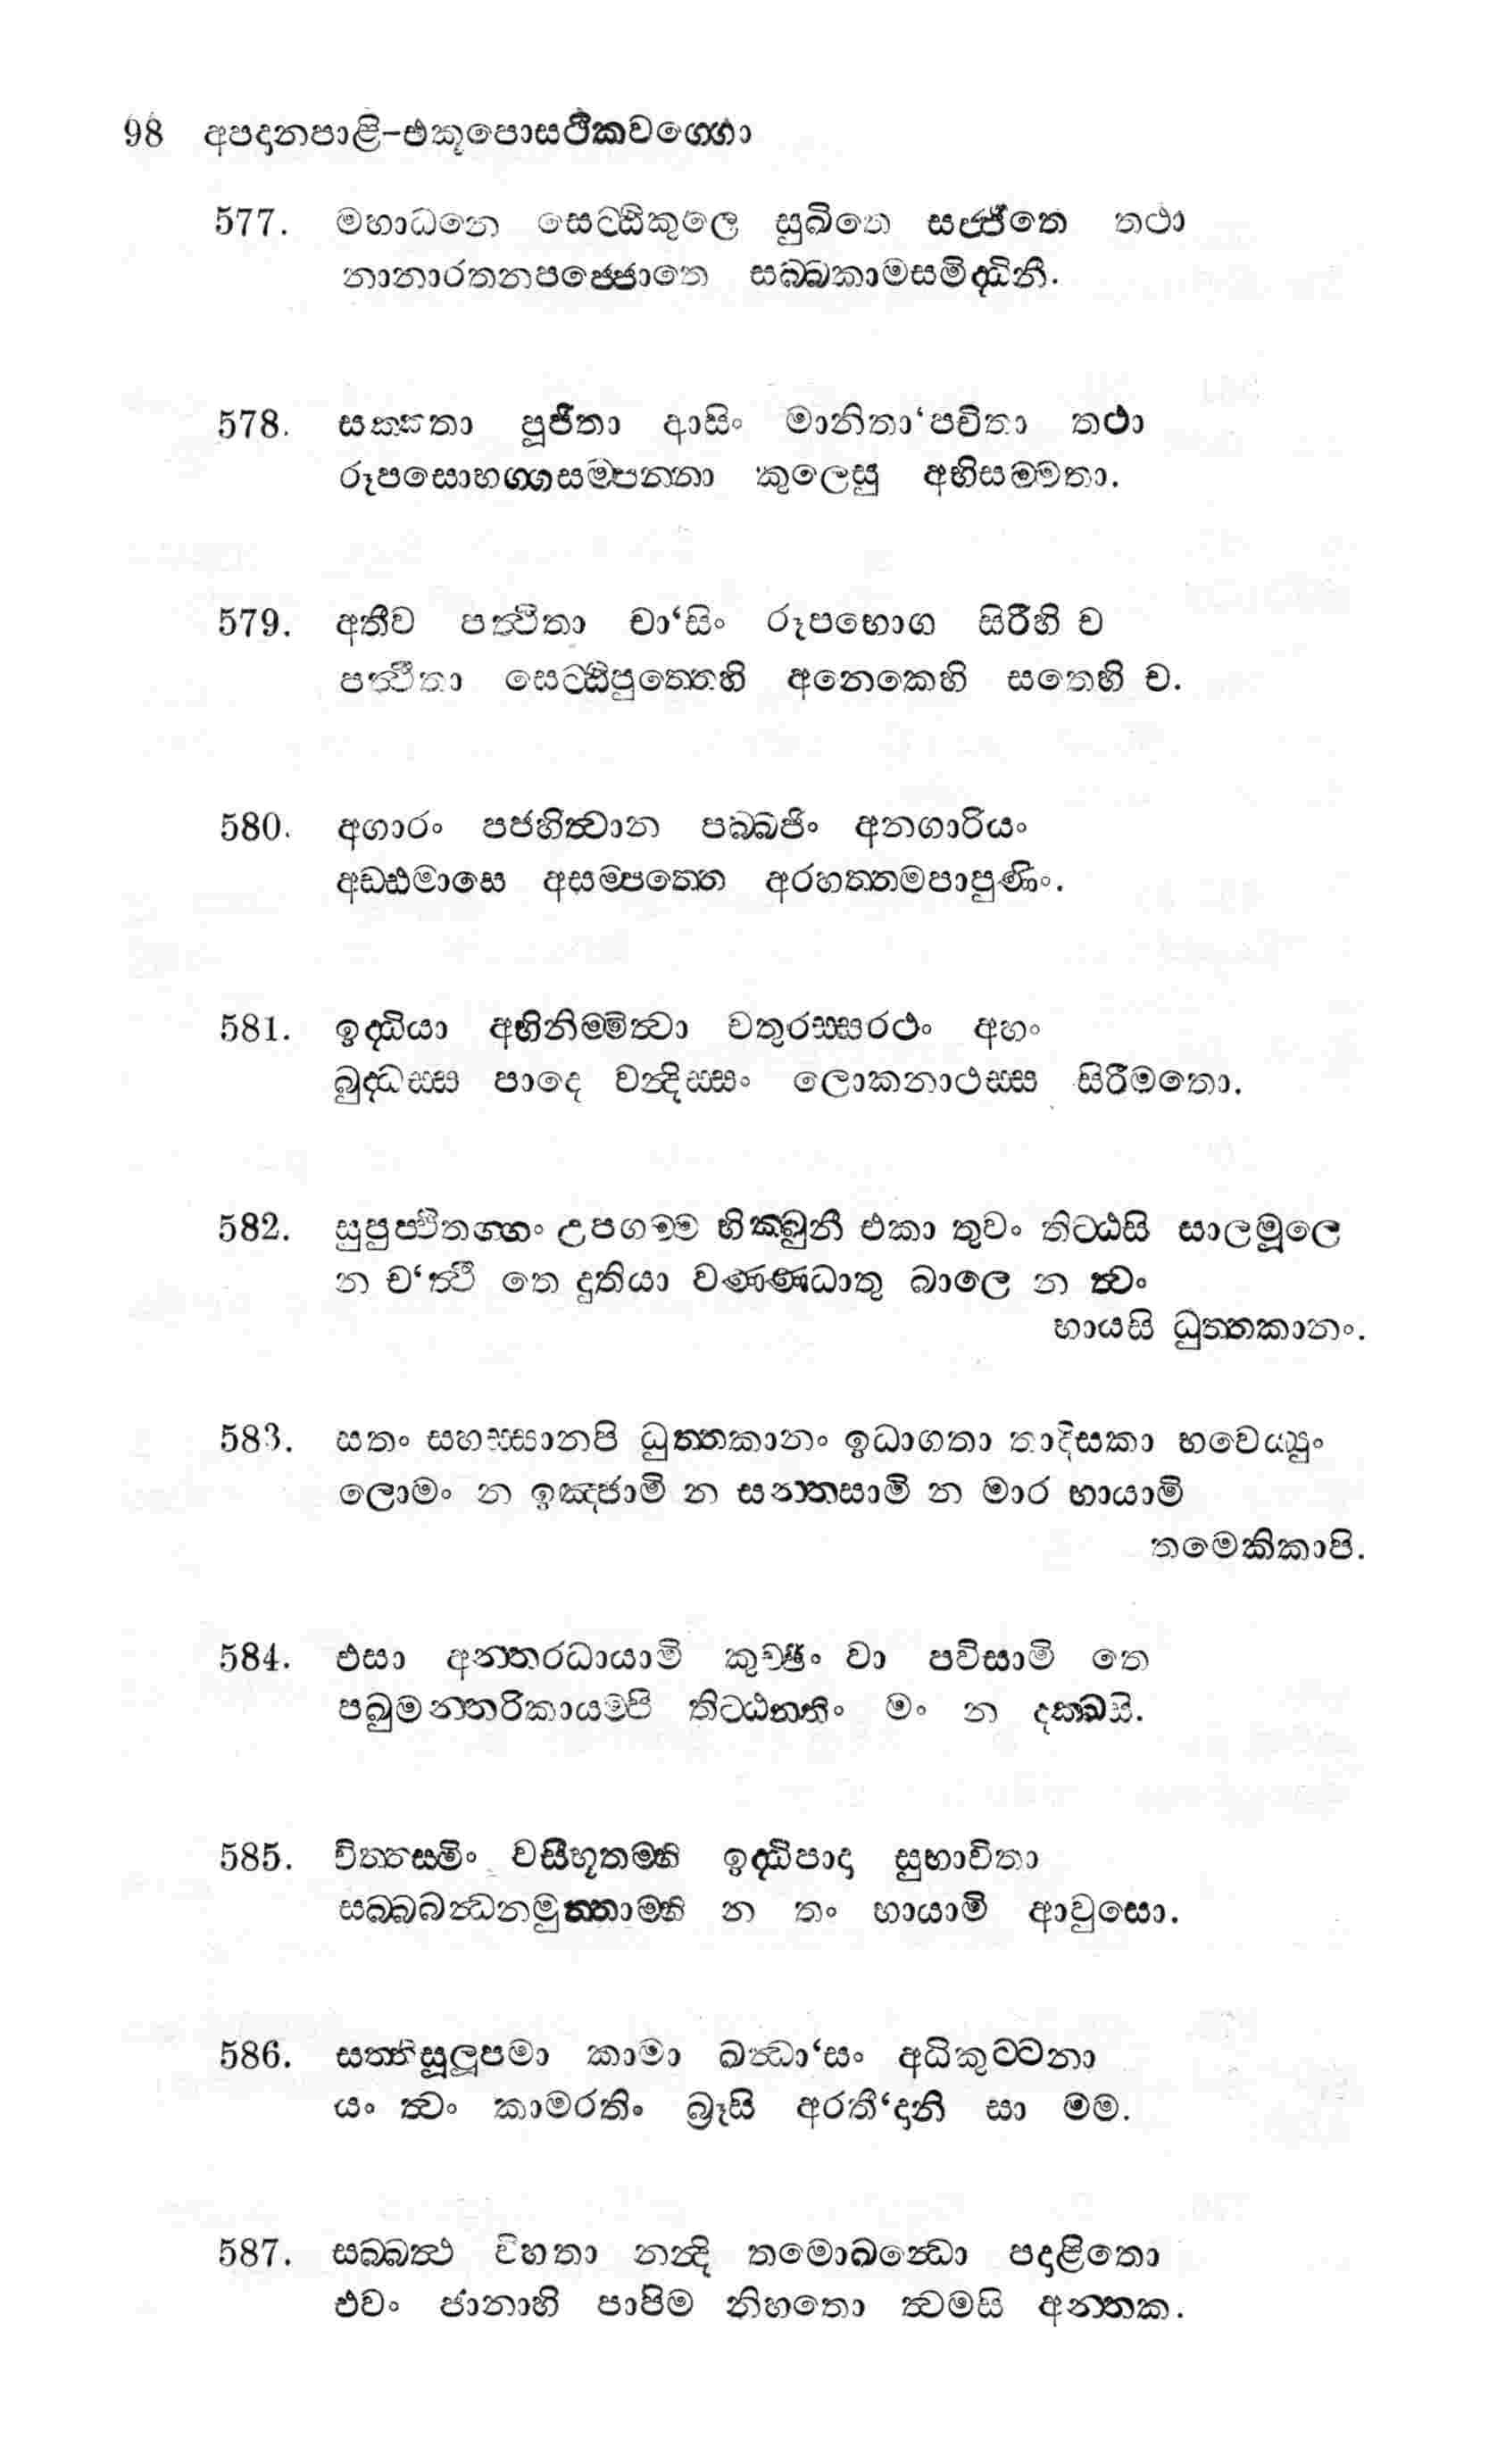 98 අපදානපාළි-එකූපොසථිකවග්ගො
577. මහාධනෙ සෙට්ඨිකුලෙ සුඛිතෙ සජ්ජිතෙ තථා
නානාරතනපජ්ජොතෙ සබ්බකාමසමිද්ධිනී.
578. සක්කතා පූජිතා ආසිං මානිතා‘පචිතා තථා
රූපසොභග්ගසම්පන්නා කුලෙසු අභිසම්මතා.
579. අතීව පත්ථිතා චා‘සිං රූපභොග සිරීහි ච
පත්ථිතා සෙට්ඨිපුත්තෙහි අනෙකෙහි සතෙහි ච.
580. අගාරං පජහිත්වාන පබ්බජිං අනගාරියං
අඩ්ඪමාසෙ අසම්පත්තෙ අරහත්තමපාපුණිං.
581. ඉද්ධියා අභිනිම්මිත්වා චතුරස්සරථං අහං
බුද්ධස්ස පාදෙ වන්දිස්සං ලොකනාථස්ස සිරීමතො.
582. සුපුප්ඵිතග්ගං උපගම්ම භික්ඛුනී එකා තුවං තිට්ඨසි සාලමූලෙ
න ච‘ත්ථි තෙ දුතියා වණ්ණධාතු බාලෙ න ත්වං
භායසි ධුත්තකානං.
583. සතං සහස්සානපි ධුත්තකානං ඉධාගතා තාදිසකා භවෙය්‍යුං
ලොමං න ඉඤ්ජාමි න සන්තසාමි න මාර භායාමි
තමෙකිකාපි.
584. එසා අන්තරධායාමි කුච්ඡිං වා පවිසාමි තෙ
පඛුමන්තරිකායම්පි තිට්ඨන්තිං මං න දක්ඛසි.
585. චිත්තස්මිං වසීභූතම්හි ඉද්ධිපාදා සුභාවිතා
සබ්බබන්ධනමුත්තාම්හි න තං භායාමි ආවුසො.
586. සත්තිසූලූපමා කාමා ඛන්ධා‘සං අධිකුට්ටනා
යං ත්වං කාමරතිං බ්‍රූසි අරතී‘දානි සා මම.
587. සබ්බත්ථ විහතා නන්දි තමොඛන්ධො පදාළිතො
එවං ජානාහි පාපිම නිහතො ත්වමසි අන්තක.